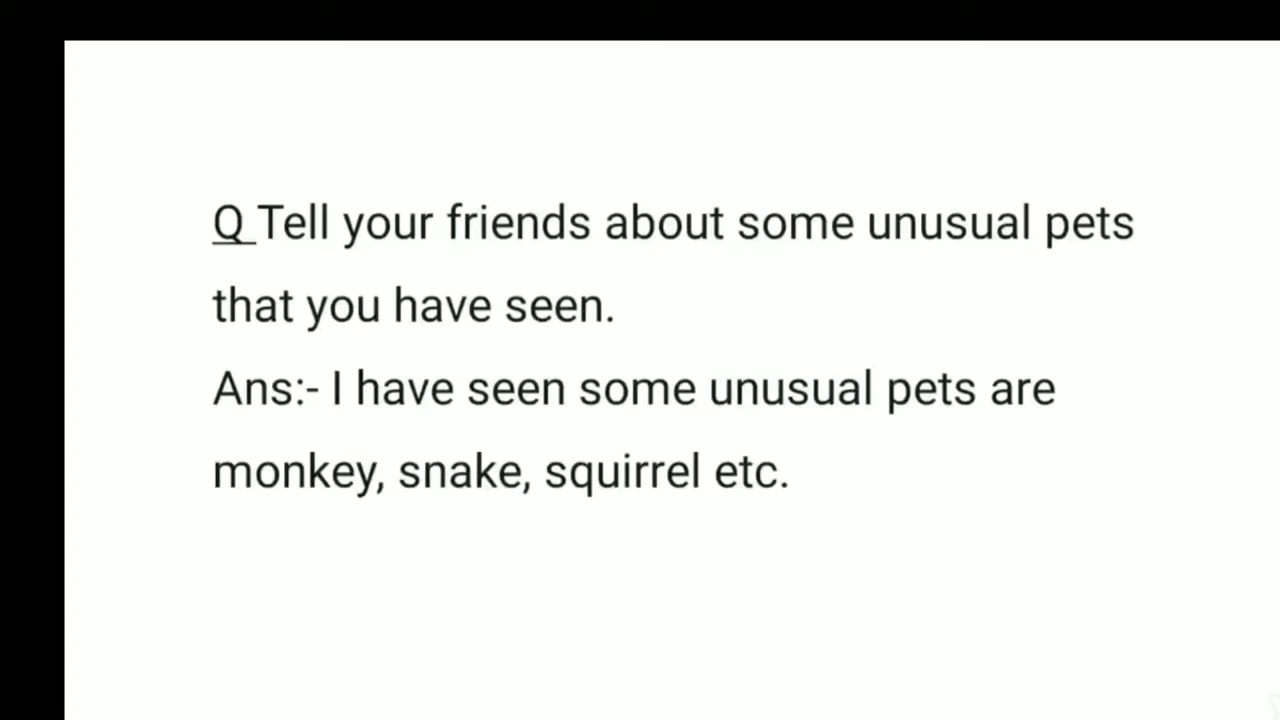 Q Tell your friends about some unusual pets
that you have seen.
Ans:- I have seen some unusual pets are
monkey, snake, squirrel etc.